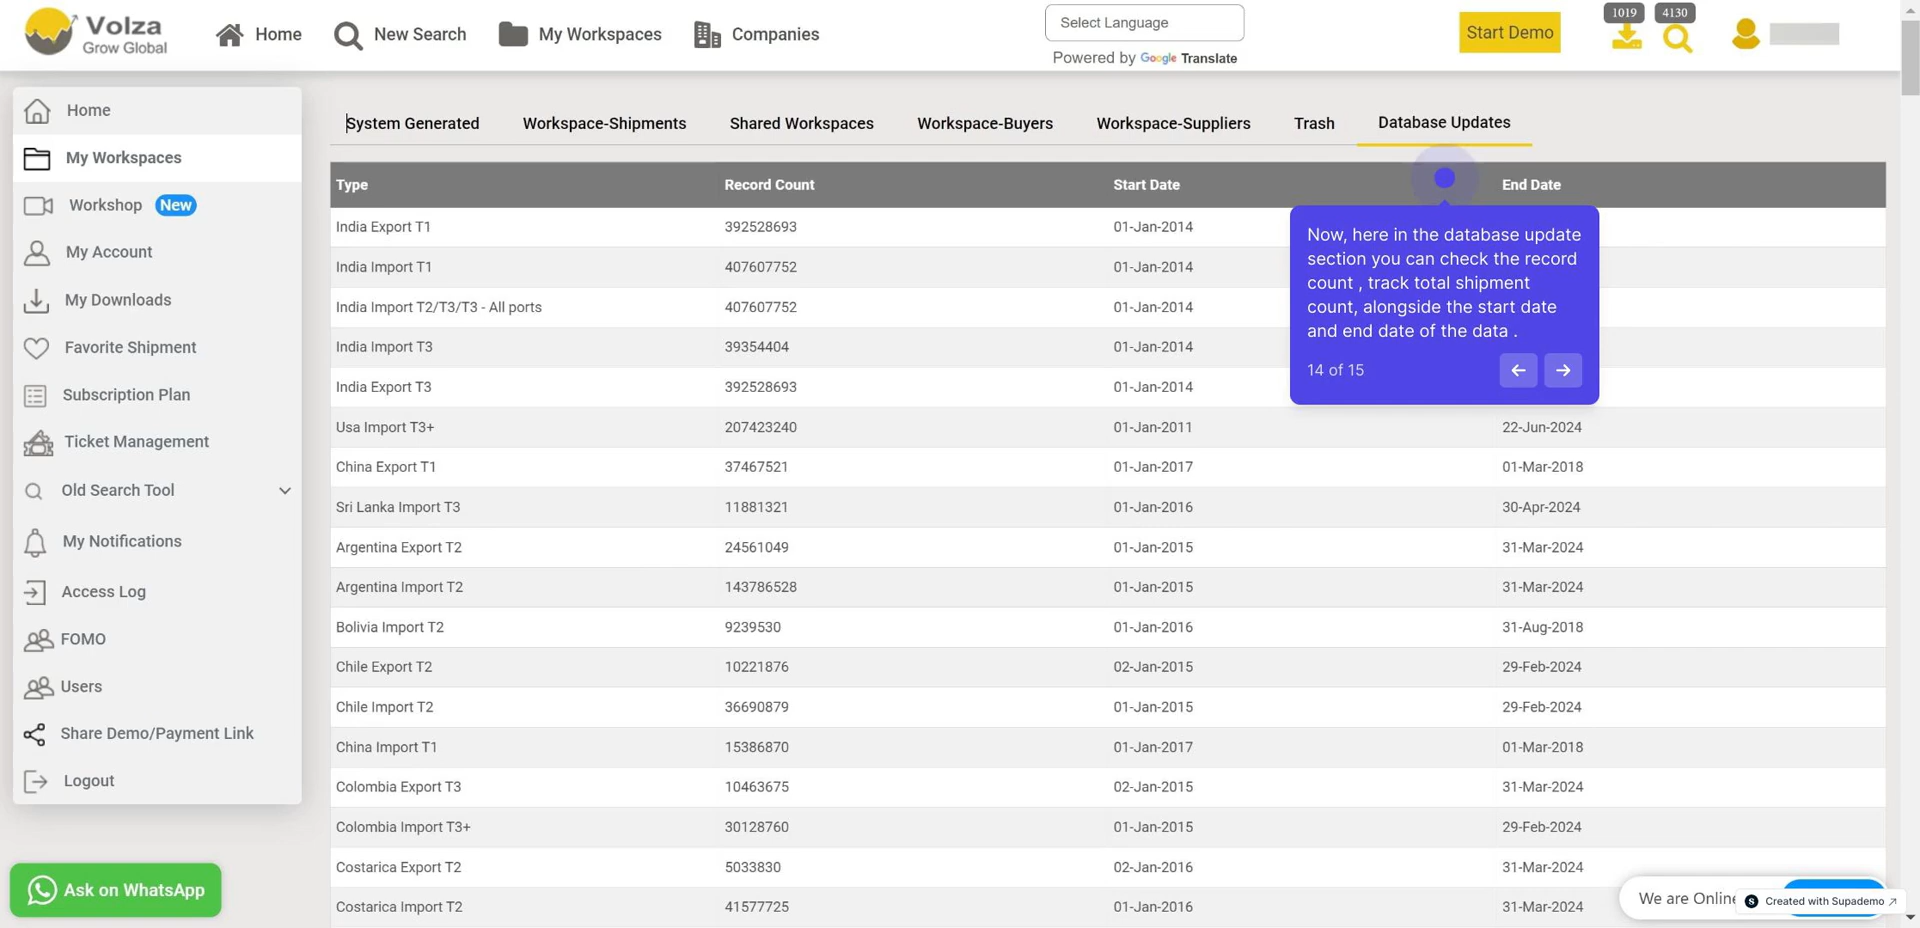 Volza
Grow Global
Home
New Search
My Workspaces
Companies
Select Language
Powered by Google Translate
Start Demo
1019
4130
Home
My Workspaces
Workshop New
My Account
My Downloads
Favorite Shipment
Subscription Plan
Ticket Management
Old Search Tool
My Notifications
Access Log
FOMO
Users
Share Demo/Payment Link
Logout
Ask on WhatsApp
System Generated Workspace-Shipments Shared Workspaces Workspace-Buyers Workspace-Suppliers Trash Database Updates
Type Record Count Start Date End Date
India Export T1 392528693 01-Jan-2014
India Import T1 407607752 01-Jan-2014
India Import T2/T3/T3 - All ports 407607752 01-Jan-2014
India Import T3 39354404 01-Jan-2014
India Export T3 392528693 01-Jan-2014
Usa Import T3+ 207423240 01-Jan-2011 22-Jun-2024
China Export T1 37467521 01-Jan-2017 01-Mar-2018
Sri Lanka Import T3 11881321 01-Jan-2016 30-Apr-2024
Argentina Export T2 24561049 01-Jan-2015 31-Mar-2024
Argentina Import T2 143786528 01-Jan-2015 31-Mar-2024
Bolivia Import T2 9239530 01-Jan-2016 31-Aug-2018
Chile Export T2 10221876 02-Jan-2015 29-Feb-2024
Chile Import T2 36690879 01-Jan-2015 29-Feb-2024
China Import T1 15386870 01-Jan-2017 01-Mar-2018
Colombia Export T3 10463675 02-Jan-2015 31-Mar-2024
Colombia Import T3+ 30128760 01-Jan-2015 29-Feb-2024
Costarica Export T2 5033830 02-Jan-2016 31-Mar-2024
Costarica Import T2 41577725 01-Jan-2016 31-Mar-2024
Now, here in the database update
section you can check the record
count , track total shipment
count, alongside the start date
and end date of the data .
14 of 15
We are Online
Created with Supademo